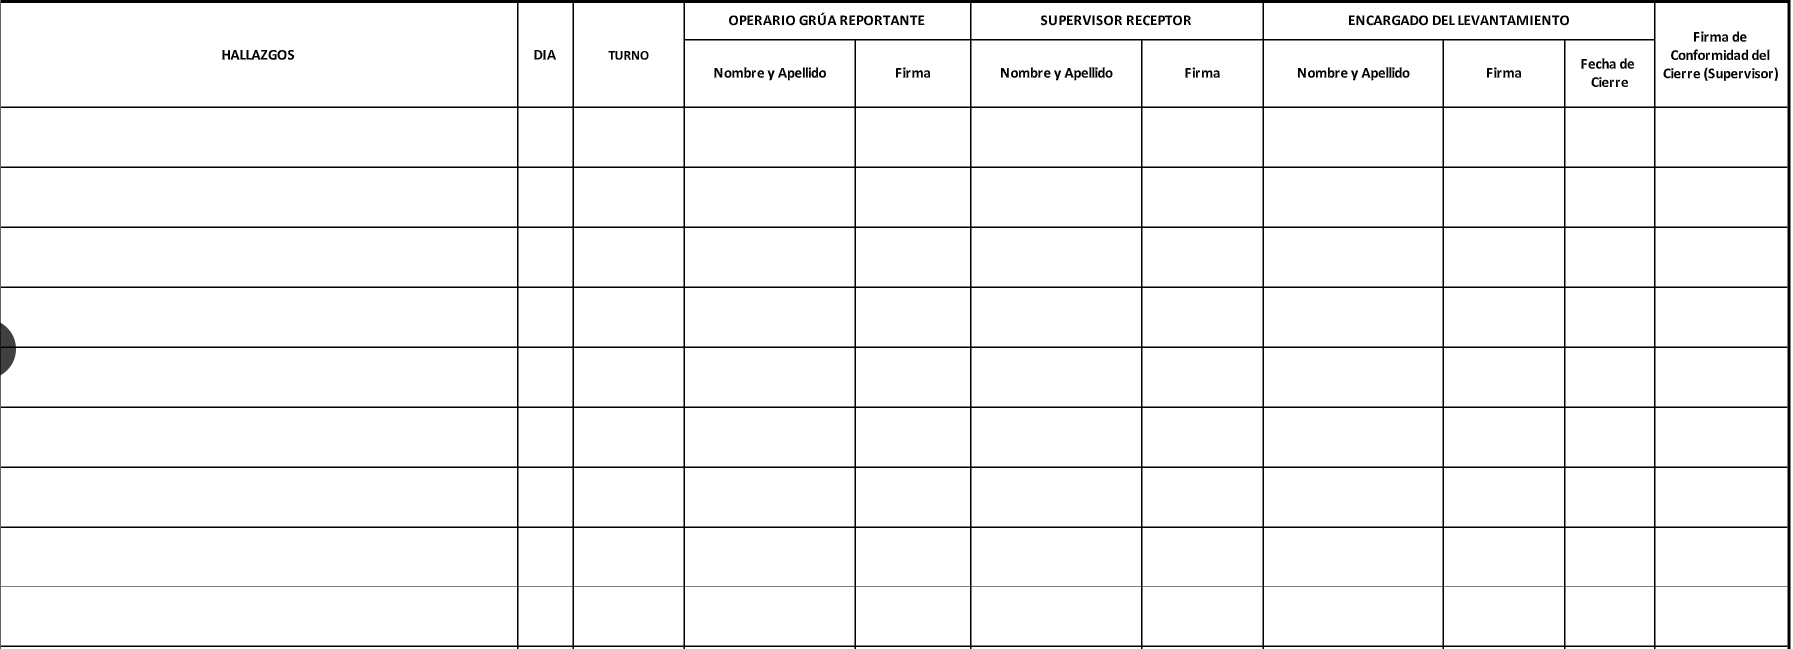 HALLAZGOS
DIA
TURNO
OPERARIO GRÚA REPORTANTE
Nombre y Apellido
Firma
SUPERVISOR RECEPTOR
Nombre y Apellido
Firma
ENCARGADO DEL LEVANTAMIENTO
Nombre y Apellido
Firma
Fecha de
Cierre
Firma de
Conformidad del
Cierre (Supervisor)